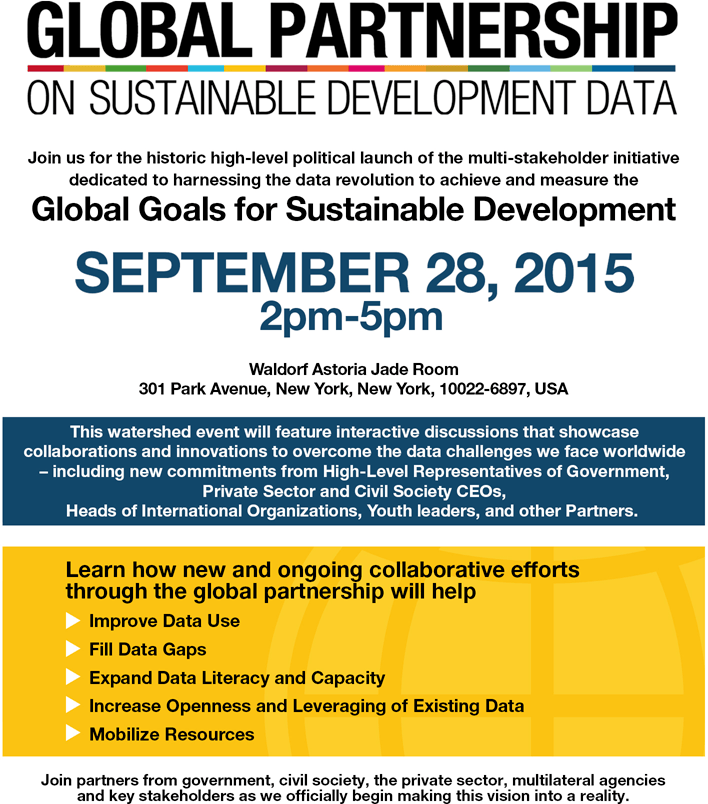 GLOBAL PARTNERSHIP
ON SUSTAINABLE DEVELOPMENT DATA
Join us for the historic high-level political launch of the multi-stakeholder initiative
dedicated to harnessing the data revolution to achieve and measure the
Global Goals for Sustainable Development
SEPTEMBER 28, 2015
2pm-5pm
Waldorf Astoria Jade Room
301 Park Avenue, New York, New York, 10022-6897, USA
This watershed event will feature interactive discussions that showcase
collaborations and innovations to overcome the data challenges we face worldwide
– including new commitments from High-Level Representatives of Government,
Private Sector and Civil Society CEOs,
Heads of International Organizations, Youth leaders, and other Partners.
Learn how new and ongoing collaborative efforts
through the global partnership will help
Improve Data Use
Fill Data Gaps
Expand Data Literacy and Capacity
Increase Openness and Leveraging of Existing Data
Mobilize Resources
Join partners from government, civil society, the private sector, multilateral agencies
and key stakeholders as we officially begin making this vision into a reality.